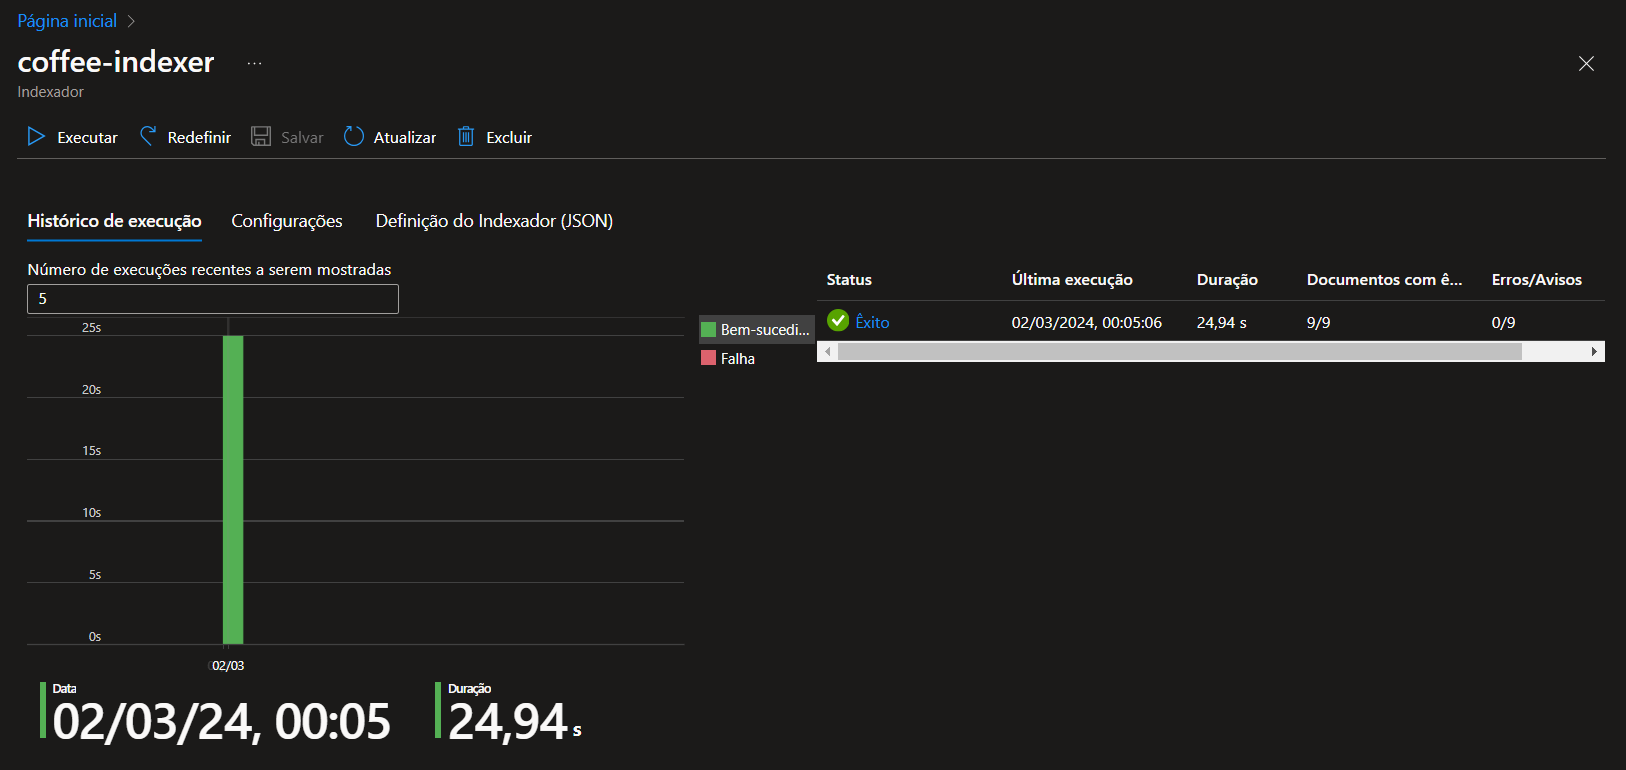 Página inicial
coffee-indexer ...
Indexador
Executar Redefinir Salvar Atualizar Excluir
Histórico de execução Configurações Definição do Indexador (JSON)
Número de execuções recentes a serem mostradas
5
25s
20s
15s
10s
5s
0s
02/03
Bem-sucedi...
Falha
Data
02/03/24, 00:05
Duração
24,94 s
Status Última execução Duração Documentos com ê... Erros/Avisos
Êxito 02/03/2024, 00:05:06 24,94 s 9/9 0/9